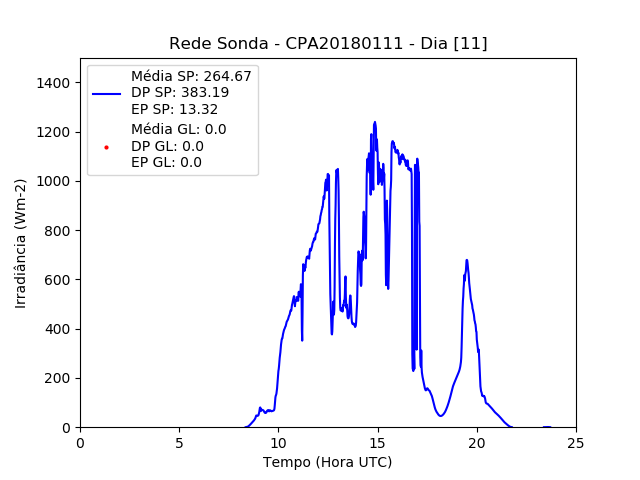 Rede Sonda - CPA20180111 - Dia [11]
Média SP: 264.67
DP SP: 383.19
EP SP: 13.32
Média GL: 0.0
DP GL: 0.0
EP GL: 0.0
1400
1200
1000
800
600
400
200
0
Irradiância (Wm-2)
0 5 10 15 20 25
Tempo (Hora UTC)